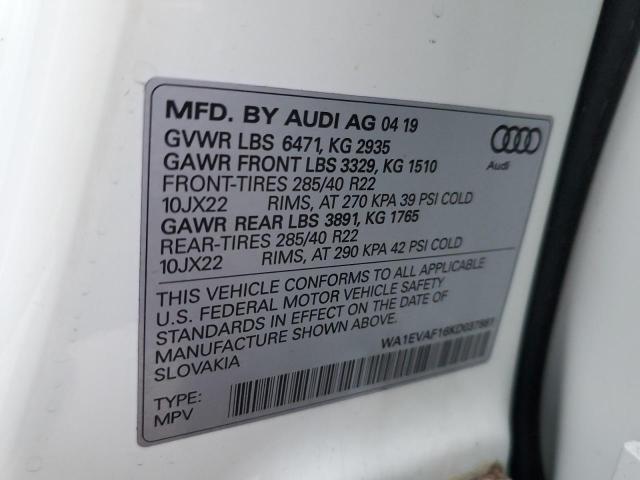 MFD. BY AUDI AG 04 19
GVWR LBS 6471, KG 2935
GAWR FRONT LBS 3329, KG 1510
FRONT-TIRES 285/40 R22
10JX22 RIMS, AT 270 KPA 39 PSI COLD
GAWR REAR LBS 3891, KG 1765
REAR-TIRES 285/40 R22
10JX22 RIMS, AT 290 KPA 42 PSI COLD
Audi
THIS VEHICLE CONFORMS TO ALL APPLICABLE
U.S. FEDERAL MOTOR VEHICLE SAFETY
STANDARDS IN EFFECT ON THE DATE OF
MANUFACTURE SHOWN ABOVE.
SLOVAKIA
TYPE:
MPV